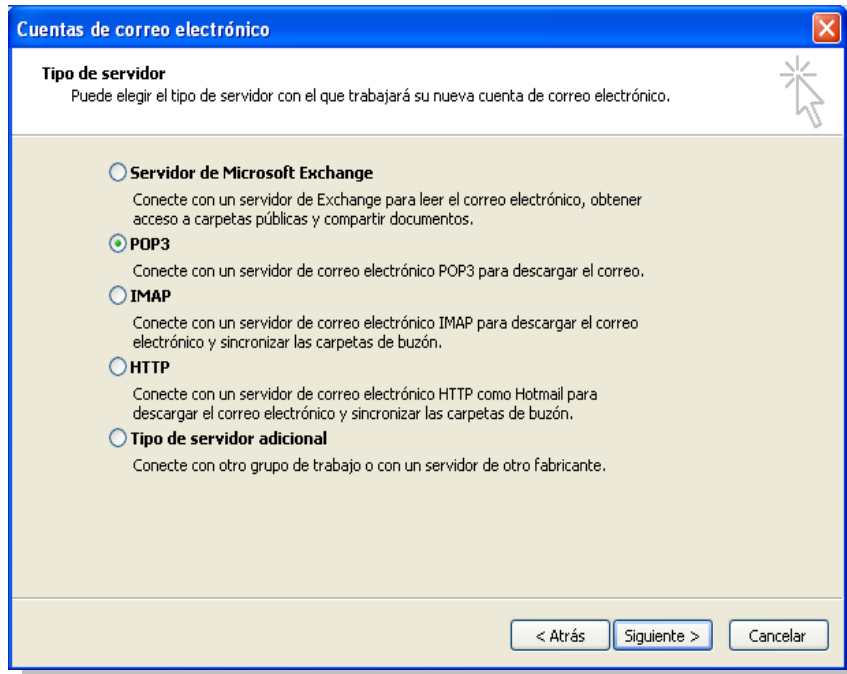 Cuentas de correo electrónico
Tipo de servidor
Puede elegir el tipo de servidor con el que trabajará su nueva cuenta de correo electrónico.
Servidor de Microsoft Exchange
Conecte con un servidor de Exchange para leer el correo electrónico, obtener
acceso a carpetas públicas y compartir documentos.
POP3
Conecte con un servidor de correo electrónico POP3 para descargar el correo.
IMAP
Conecte con un servidor de correo electrónico IMAP para descargar el correo
electrónico y sincronizar las carpetas de buzón.
HTTP
Conecte con un servidor de correo electrónico HTTP como Hotmail para
descargar el correo electrónico y sincronizar las carpetas de buzón.
Tipo de servidor adicional
Conecte con otro grupo de trabajo o con un servidor de otro fabricante.
< Atrás Siguiente > Cancelar